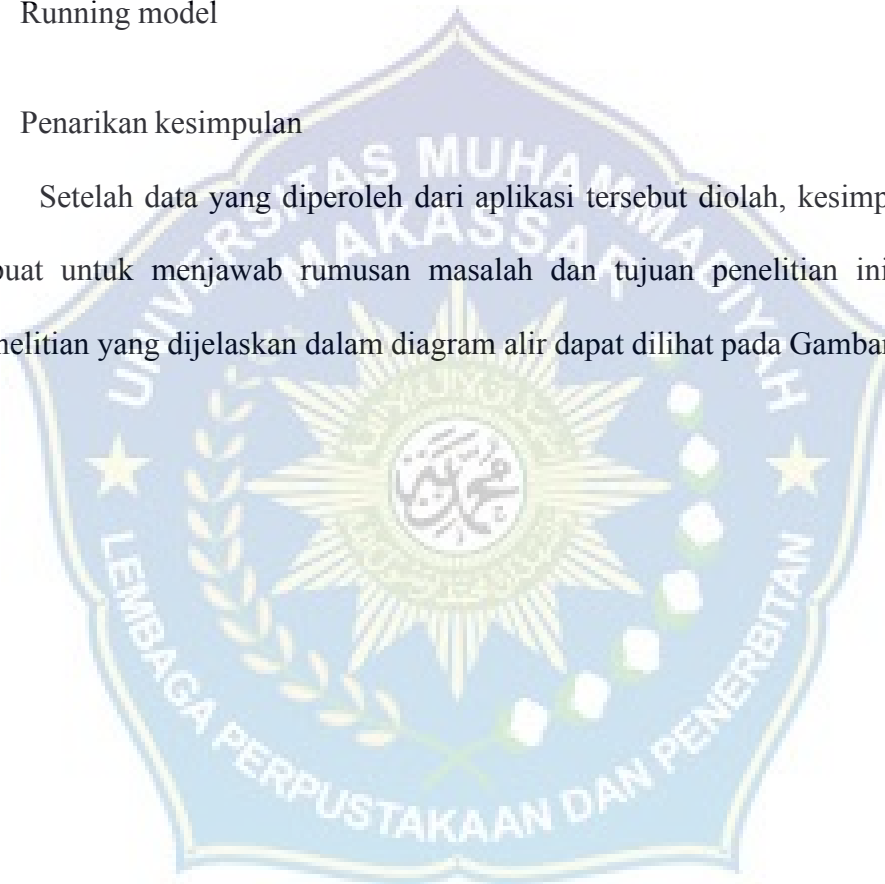 Running model
Penarikan kesimpulan
Setelah data yang diperoleh dari aplikasi tersebut diolah, kesimp
buat untuk menjawab rumusan masalah dan tujuan penelitian ini
nelitian yang dijelaskan dalam diagram alir dapat dilihat pada Gambar
UNIVERSITAS MUHAMMADIYAH
MAKASSAR
LEMBAGA PERPUSTAKAAN DAN PENERBITAN